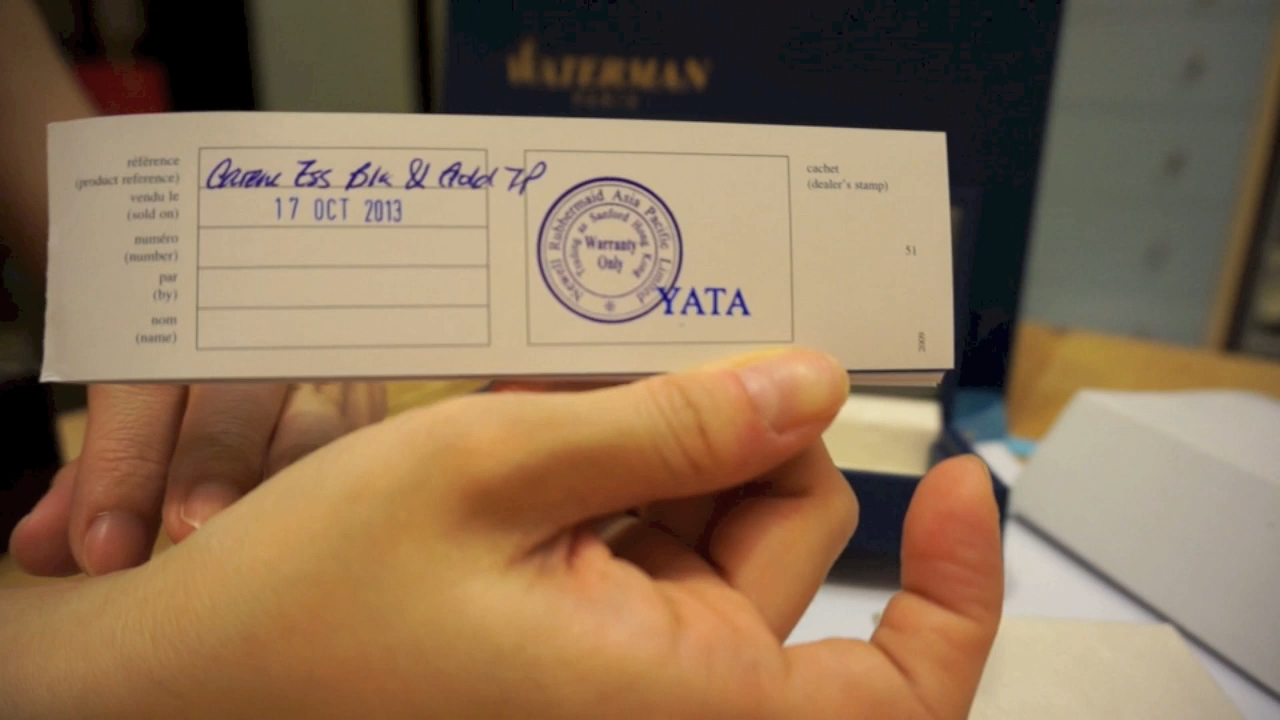 WATERMAN
PARIS
référence
(product reference)
Carene Ess Blk & Gold FP
vendu le
(sold on)
17 OCT 2013
numéro
(number)
par
(by)
nom
(name)
Newell Rubbermaid Asia Pacific Limited
Trading as Sanford Hong Kong
Warranty
Only
YATA
cachet
(dealer's stamp)
51
2009